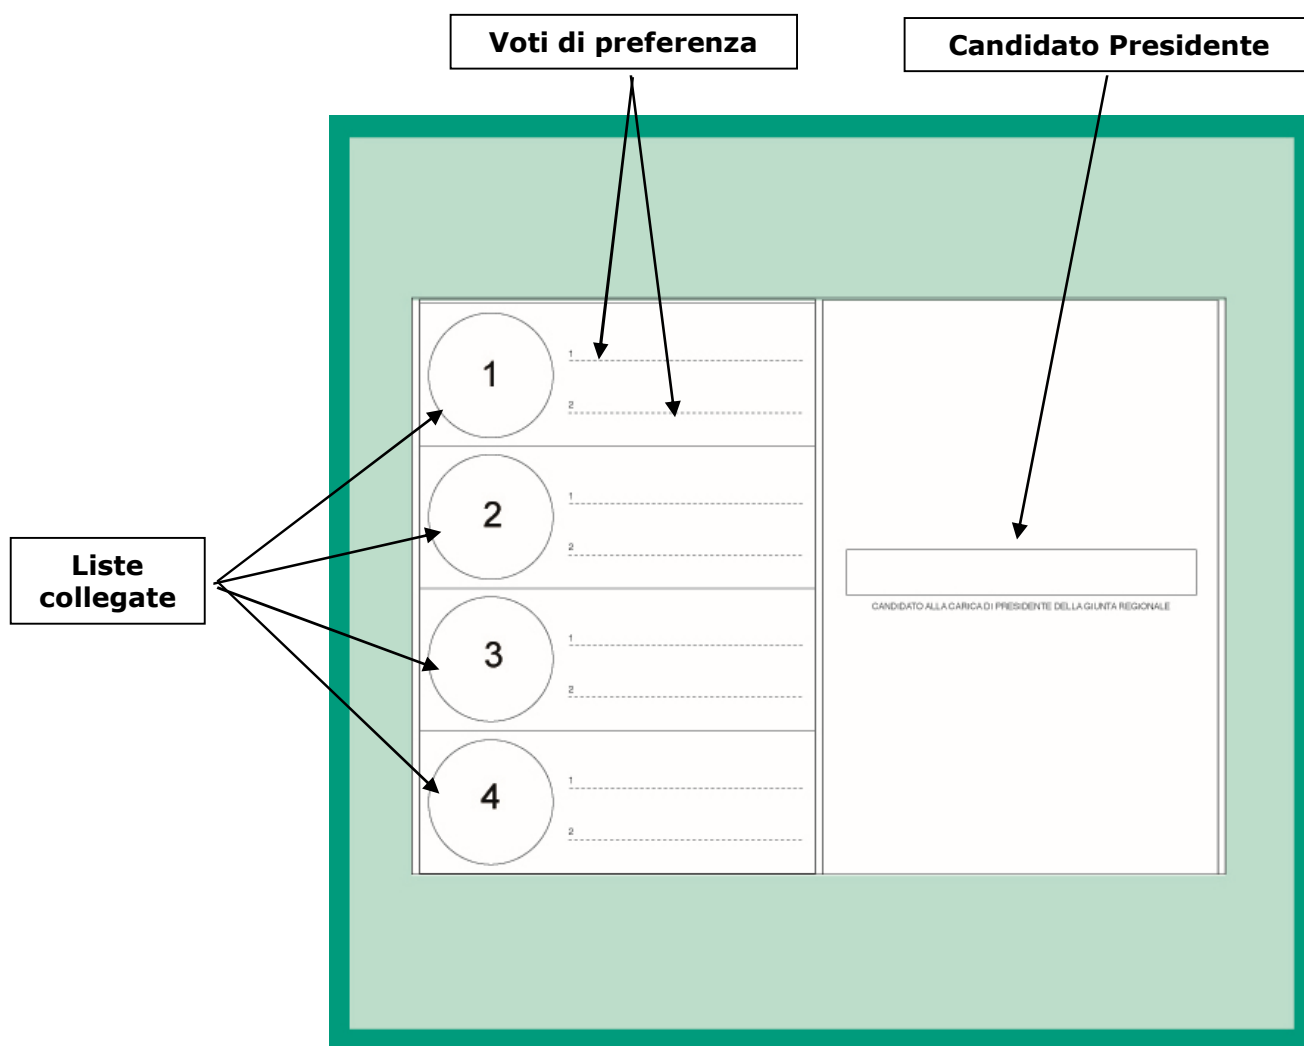 Voti di preferenza
Candidato Presidente
1
1
2
2
1
2
Liste
collegate
3
1
2
4
1
2
CANDIDATO ALLA CARICA DI PRESIDENTE DELLA GIUNTA REGIONALE